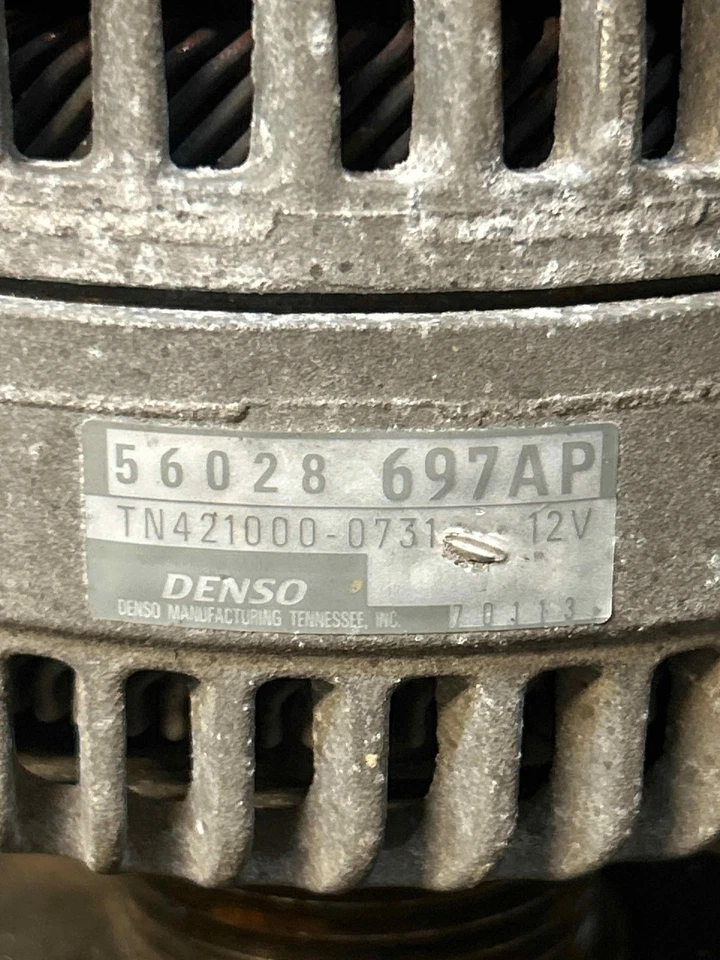 56028 697AP
TN421000-0731 12V
DENSO
DENSO MANUFACTURING TENNESSEE, INC.
70113